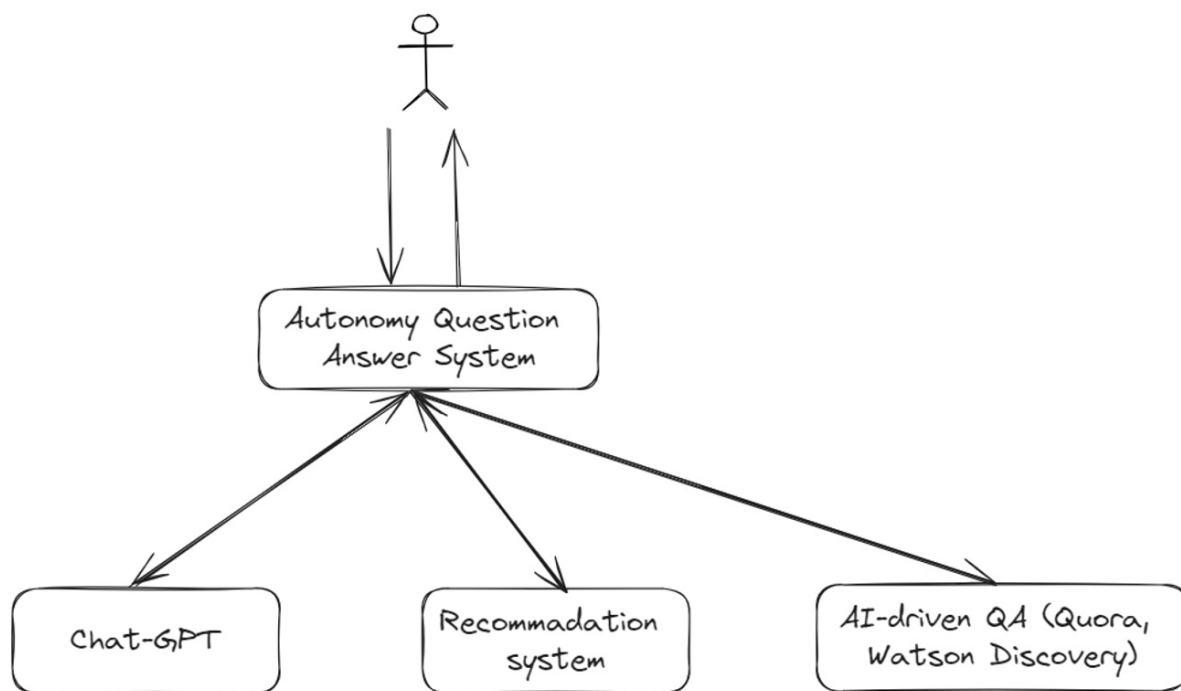 Autonomy Question
Answer System
Chat-GPT
Recommadation
system
AI-driven QA (Quora,
Watson Discovery)